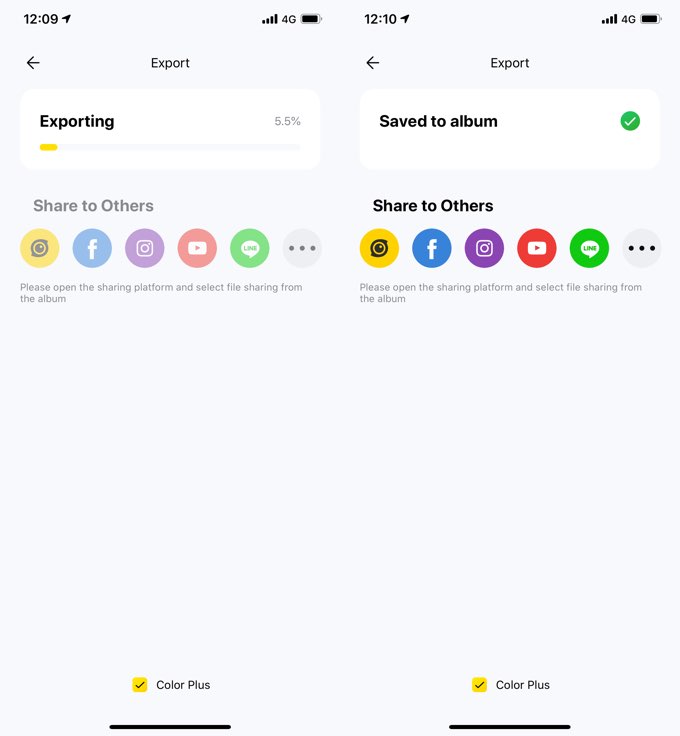 12:09
4G
Export
Exporting
5.5%
Share to Others
LINE
Please open the sharing platform and select file sharing from
the album
Color Plus
12:10
4G
Export
Saved to album
Share to Others
LINE
Please open the sharing platform and select file sharing from
the album
Color Plus